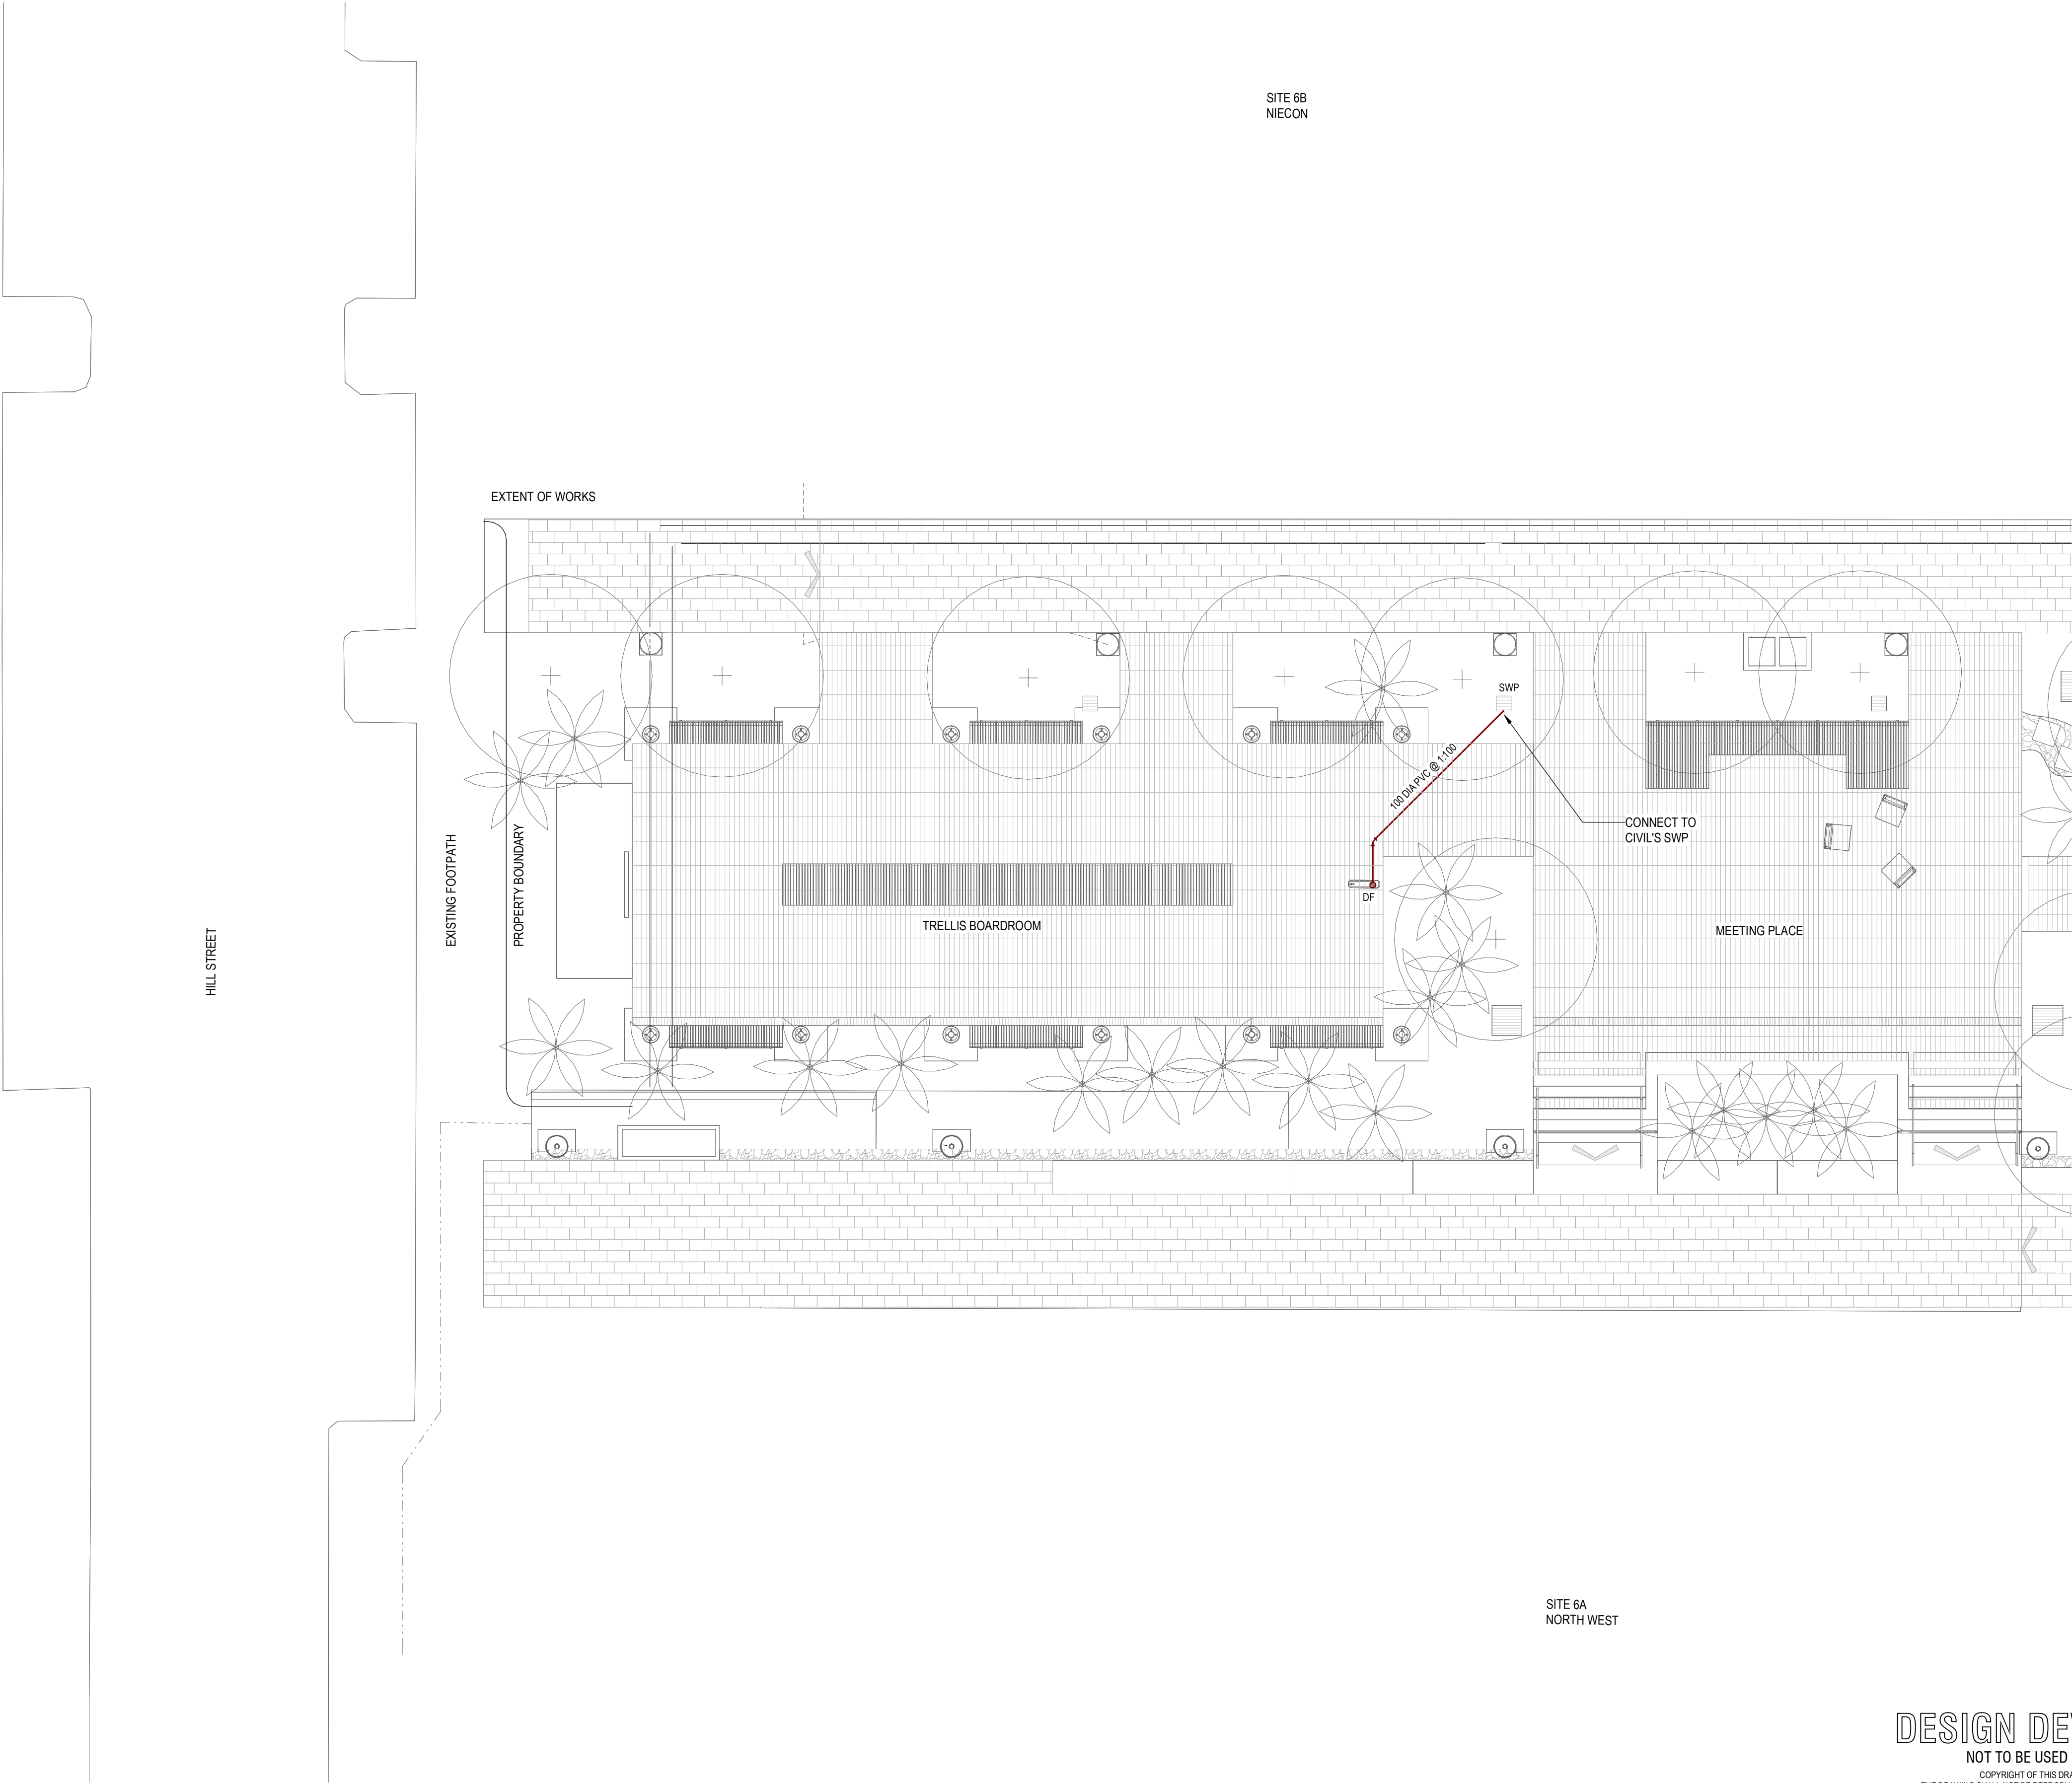 SITE 6B
NIECON
EXTENT OF WORKS
SWP
100 DIA PVC @ 1:100
CONNECT TO
CIVIL'S SWP
DF
EXISTING FOOTPATH
PROPERTY BOUNDARY
HILL STREET
TRELLIS BOARDROOM
MEETING PLACE
SITE 6A
NORTH WEST
DESIGN DE
NOT TO BE USED
COPYRIGHT OF THIS DRA